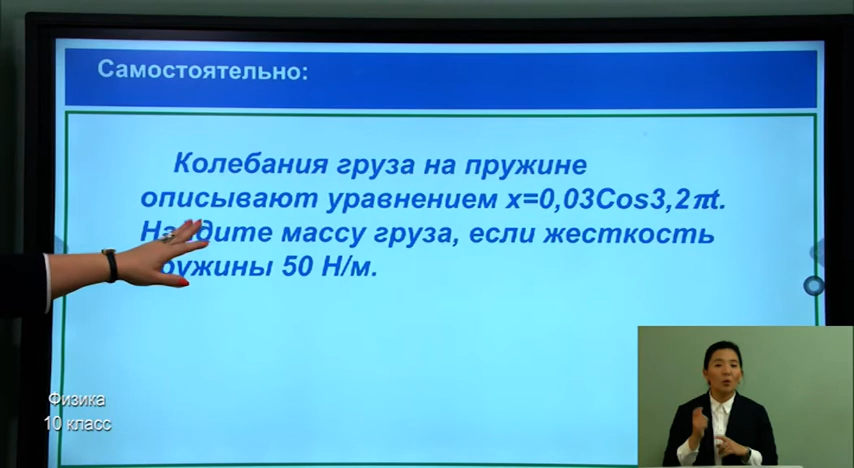 Самостоятельно:
Колебания груза на пружине
описывают уравнением x=0,03Cos3,2πt.
Найдите массу груза, если жесткость
пружины 50 Н/м.
Физика
10 класс